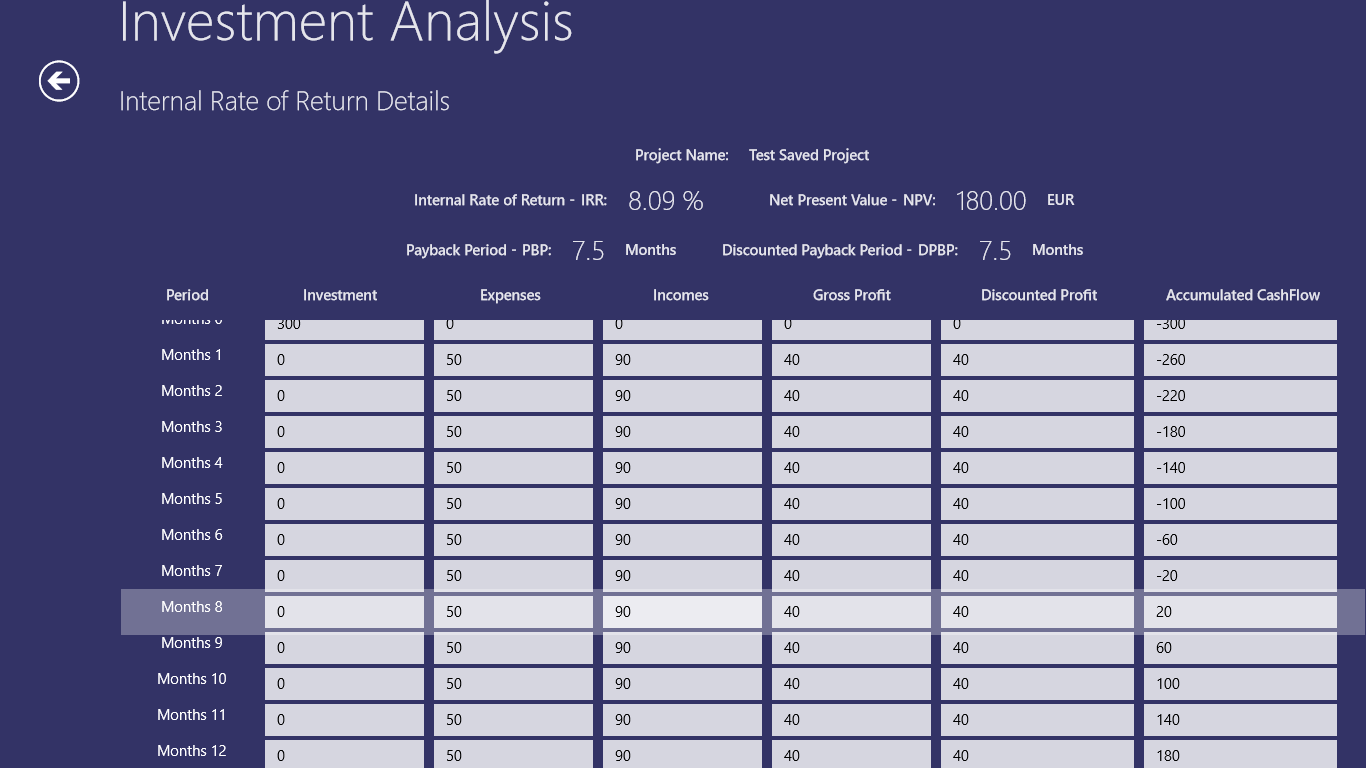 Investment Analysis
Internal Rate of Return Details
Project Name: Test Saved Project
Internal Rate of Return - IRR: 8.09 % Net Present Value - NPV: 180.00 EUR
Payback Period - PBP: 7.5 Months Discounted Payback Period - DPBP: 7.5 Months
Period Investment Expenses Incomes Gross Profit Discounted Profit Accumulated CashFlow
Months 0 300 0 0 0 0 -300
Months 1 0 50 90 40 40 -260
Months 2 0 50 90 40 40 -220
Months 3 0 50 90 40 40 -180
Months 4 0 50 90 40 40 -140
Months 5 0 50 90 40 40 -100
Months 6 0 50 90 40 40 -60
Months 7 0 50 90 40 40 -20
Months 8 0 50 90 40 40 20
Months 9 0 50 90 40 40 60
Months 10 0 50 90 40 40 100
Months 11 0 50 90 40 40 140
Months 12 0 50 90 40 40 180